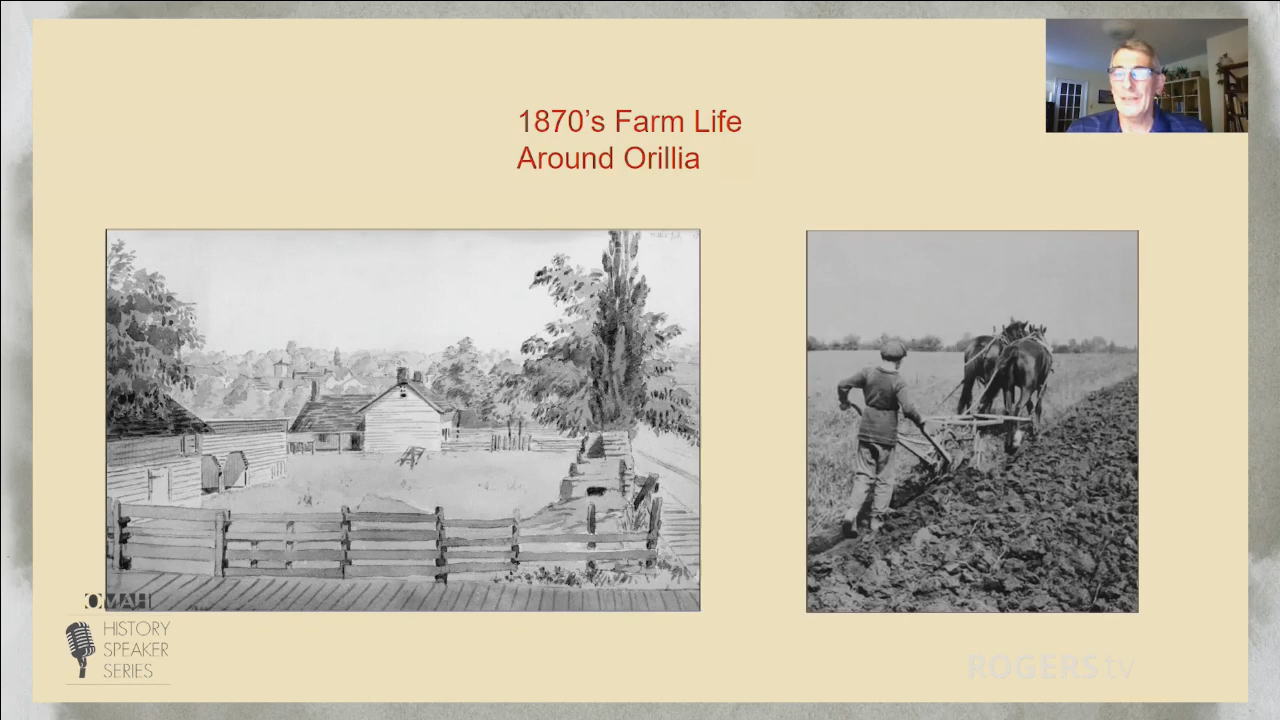 1870's Farm Life
Around Orillia
OMAH
HISTORY
SPEAKER
SERIES
ROGERS tv